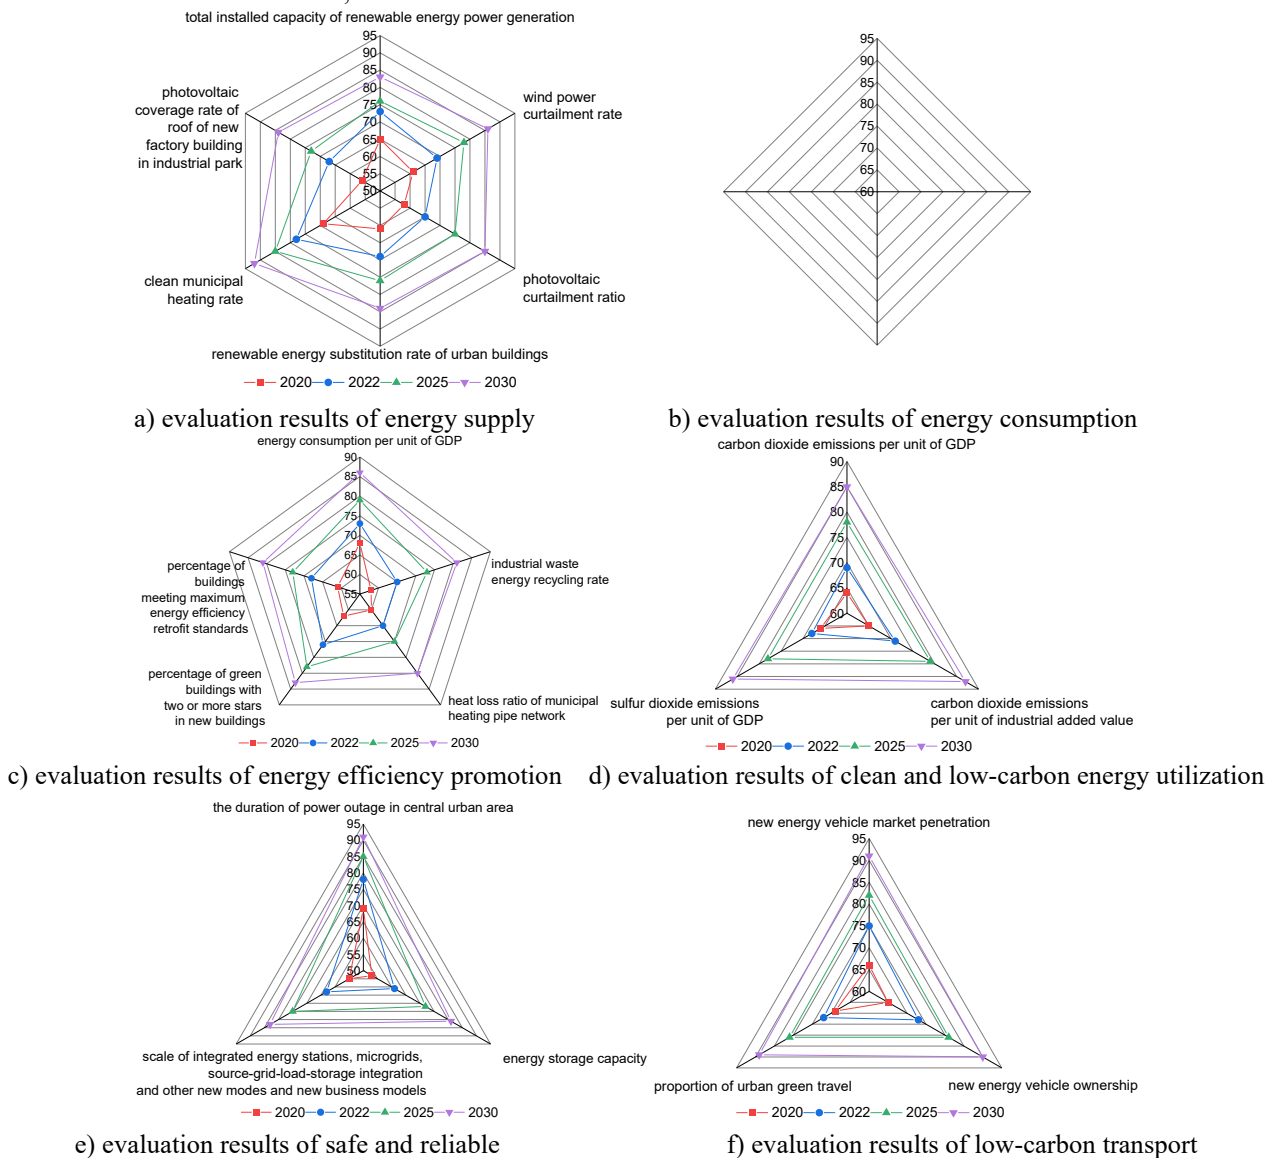 total installed capacity of renewable energy power generation
95
90
85
80
75
70
65
60
55
50
photovoltaic
coverage rate of
roof of new
factory building
in industrial park
wind power
curtailment rate
clean municipal
heating rate
photovoltaic
curtailment ratio
renewable energy substitution rate of urban buildings
2020 2022 2025 2030
a) evaluation results of energy supply
95
90
85
80
75
70
65
60
b) evaluation results of energy consumption
energy consumption per unit of GDP
90
85
80
75
70
65
60
55
percentage of
buildings
meeting maximum
energy efficiency
retrofit standards
industrial waste
energy recycling rate
percentage of green
buildings with
two or more stars
in new buildings
heat loss ratio of municipal
heating pipe network
2020 2022 2025 2030
c) evaluation results of energy efficiency promotion
carbon dioxide emissions per unit of GDP
90
85
80
75
70
65
60
sulfur dioxide emissions
per unit of GDP
carbon dioxide emissions
per unit of industrial added value
2020 2022 2025 2030
d) evaluation results of clean and low-carbon energy utilization
the duration of power outage in central urban area
95
90
85
80
75
70
65
60
55
50
scale of integrated energy stations, microgrids,
source-grid-load-storage integration
and other new modes and new business models
energy storage capacity
2020 2022 2025 2030
e) evaluation results of safe and reliable
new energy vehicle market penetration
95
90
85
80
75
70
65
60
proportion of urban green travel
new energy vehicle ownership
2020 2022 2025 2030
f) evaluation results of low-carbon transport